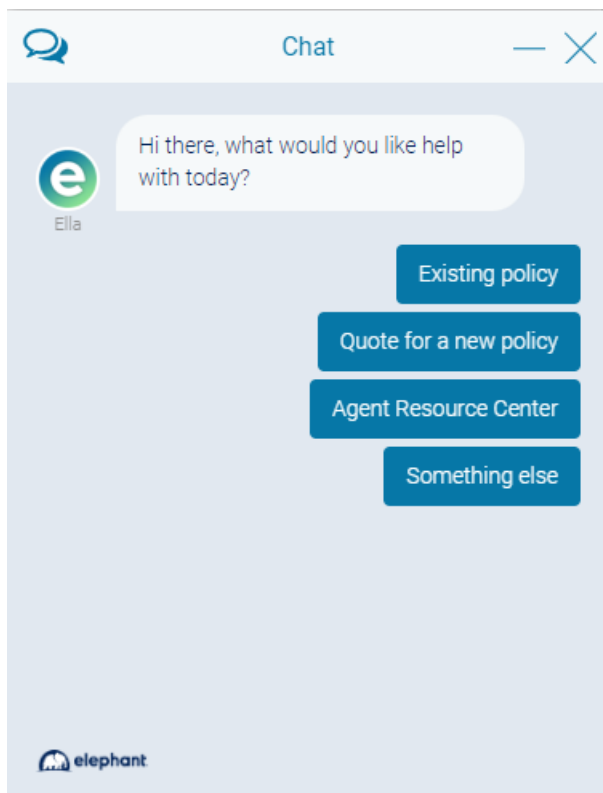 Chat
Hi there, what would you like help
with today?
e
Ella
Existing policy
Quote for a new policy
Agent Resource Center
Something else
elephant